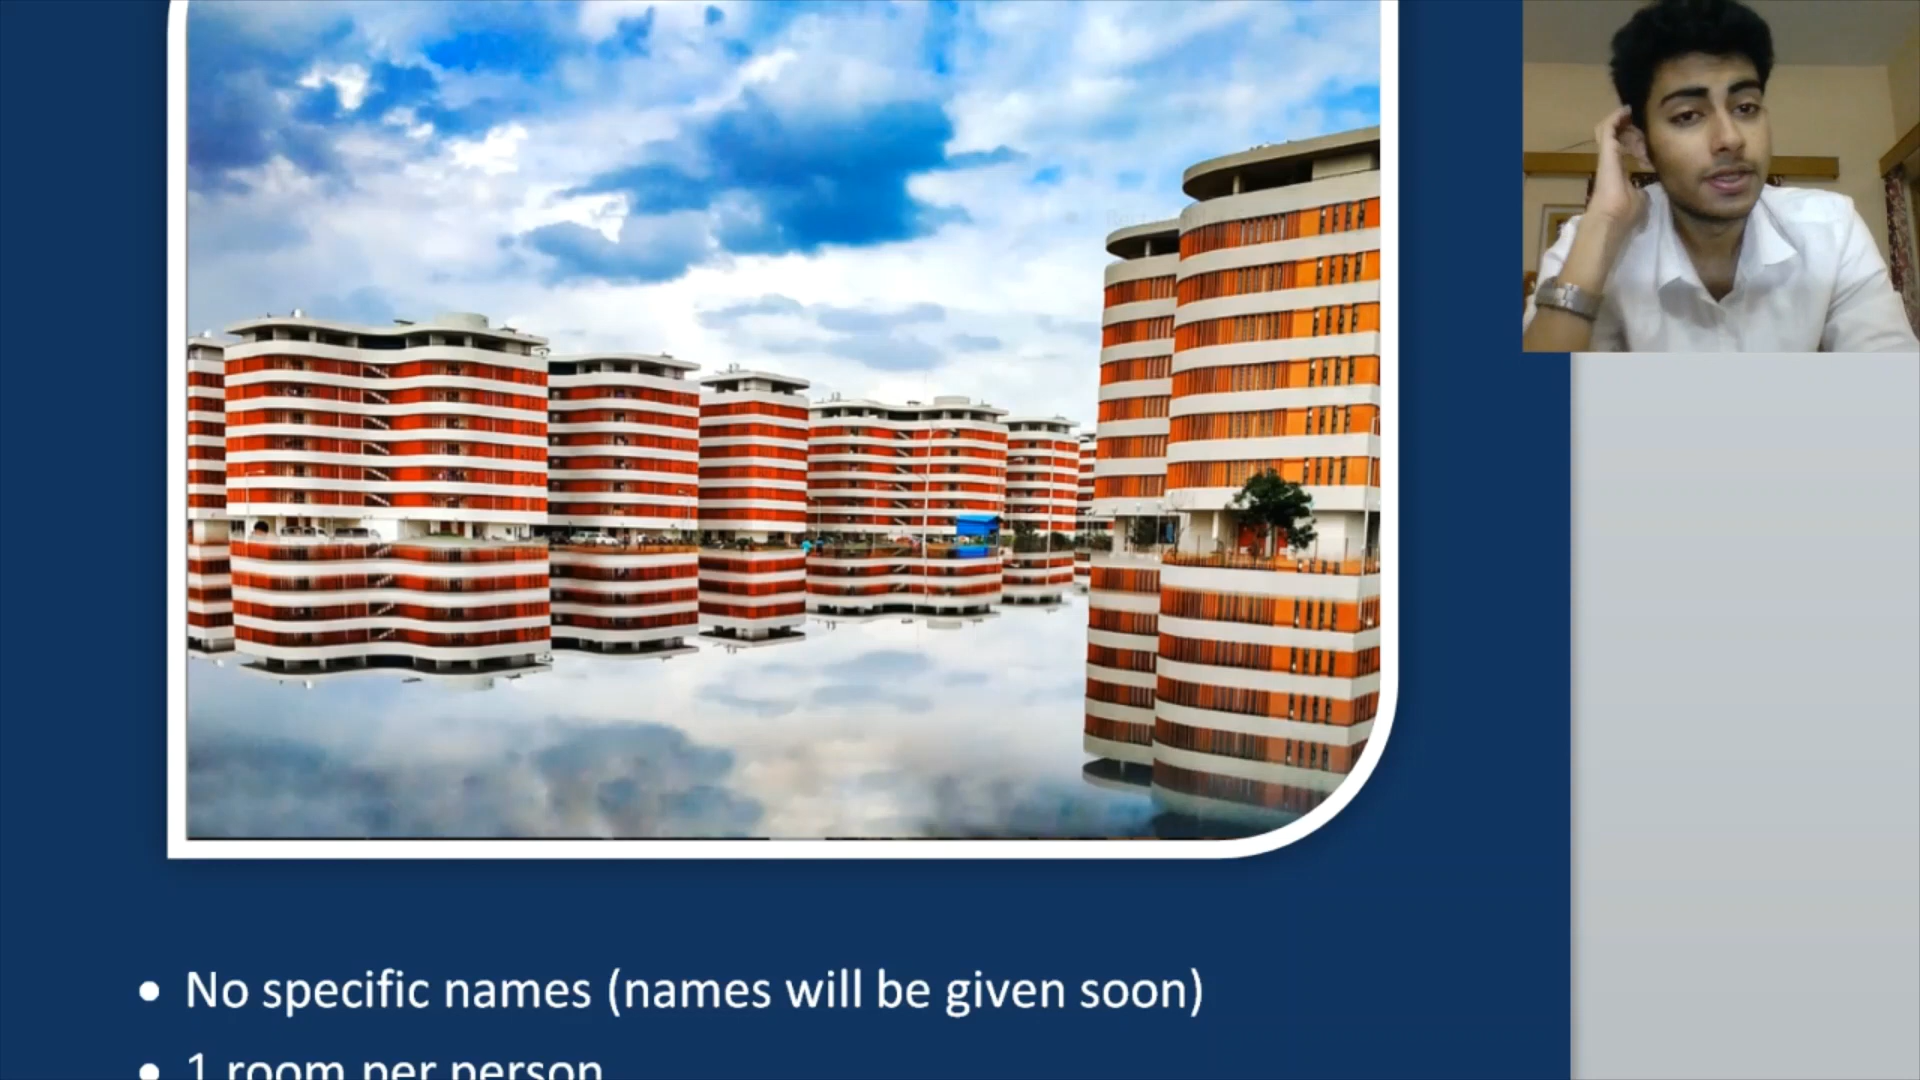 • No specific names (names will be given soon)
• 1 room per person